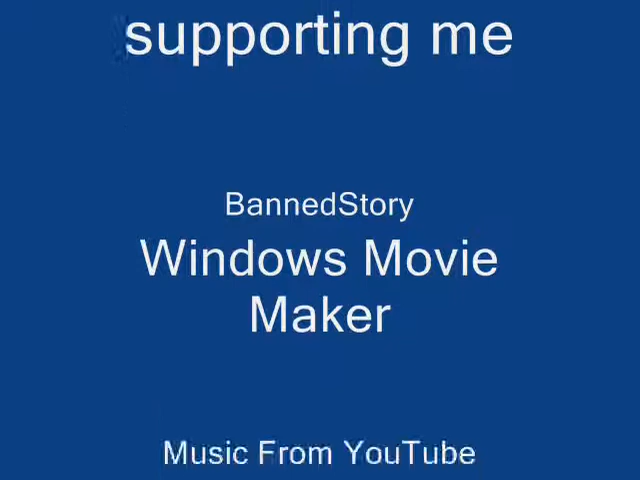 supporting me
BannedStory
Windows Movie
Maker
Music From YouTube